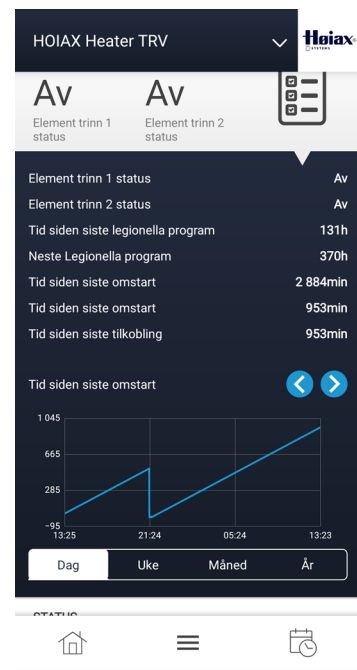 HOIAX Heater TRV
Høiax
SYSTEMS
Av Av
Element trinn 1 status
Element trinn 2 status
Element trinn 1 status Av
Element trinn 2 status Av
Tid siden siste legionella program 131h
Neste Legionella program 370h
Tid siden siste omstart 2 884min
Tid siden siste omstart 953min
Tid siden siste tilkobling 953min
Tid siden siste omstart
1 045
665
285
-95
13:25 21:24 05:24 13:23
Dag Uke Måned År
STATUS